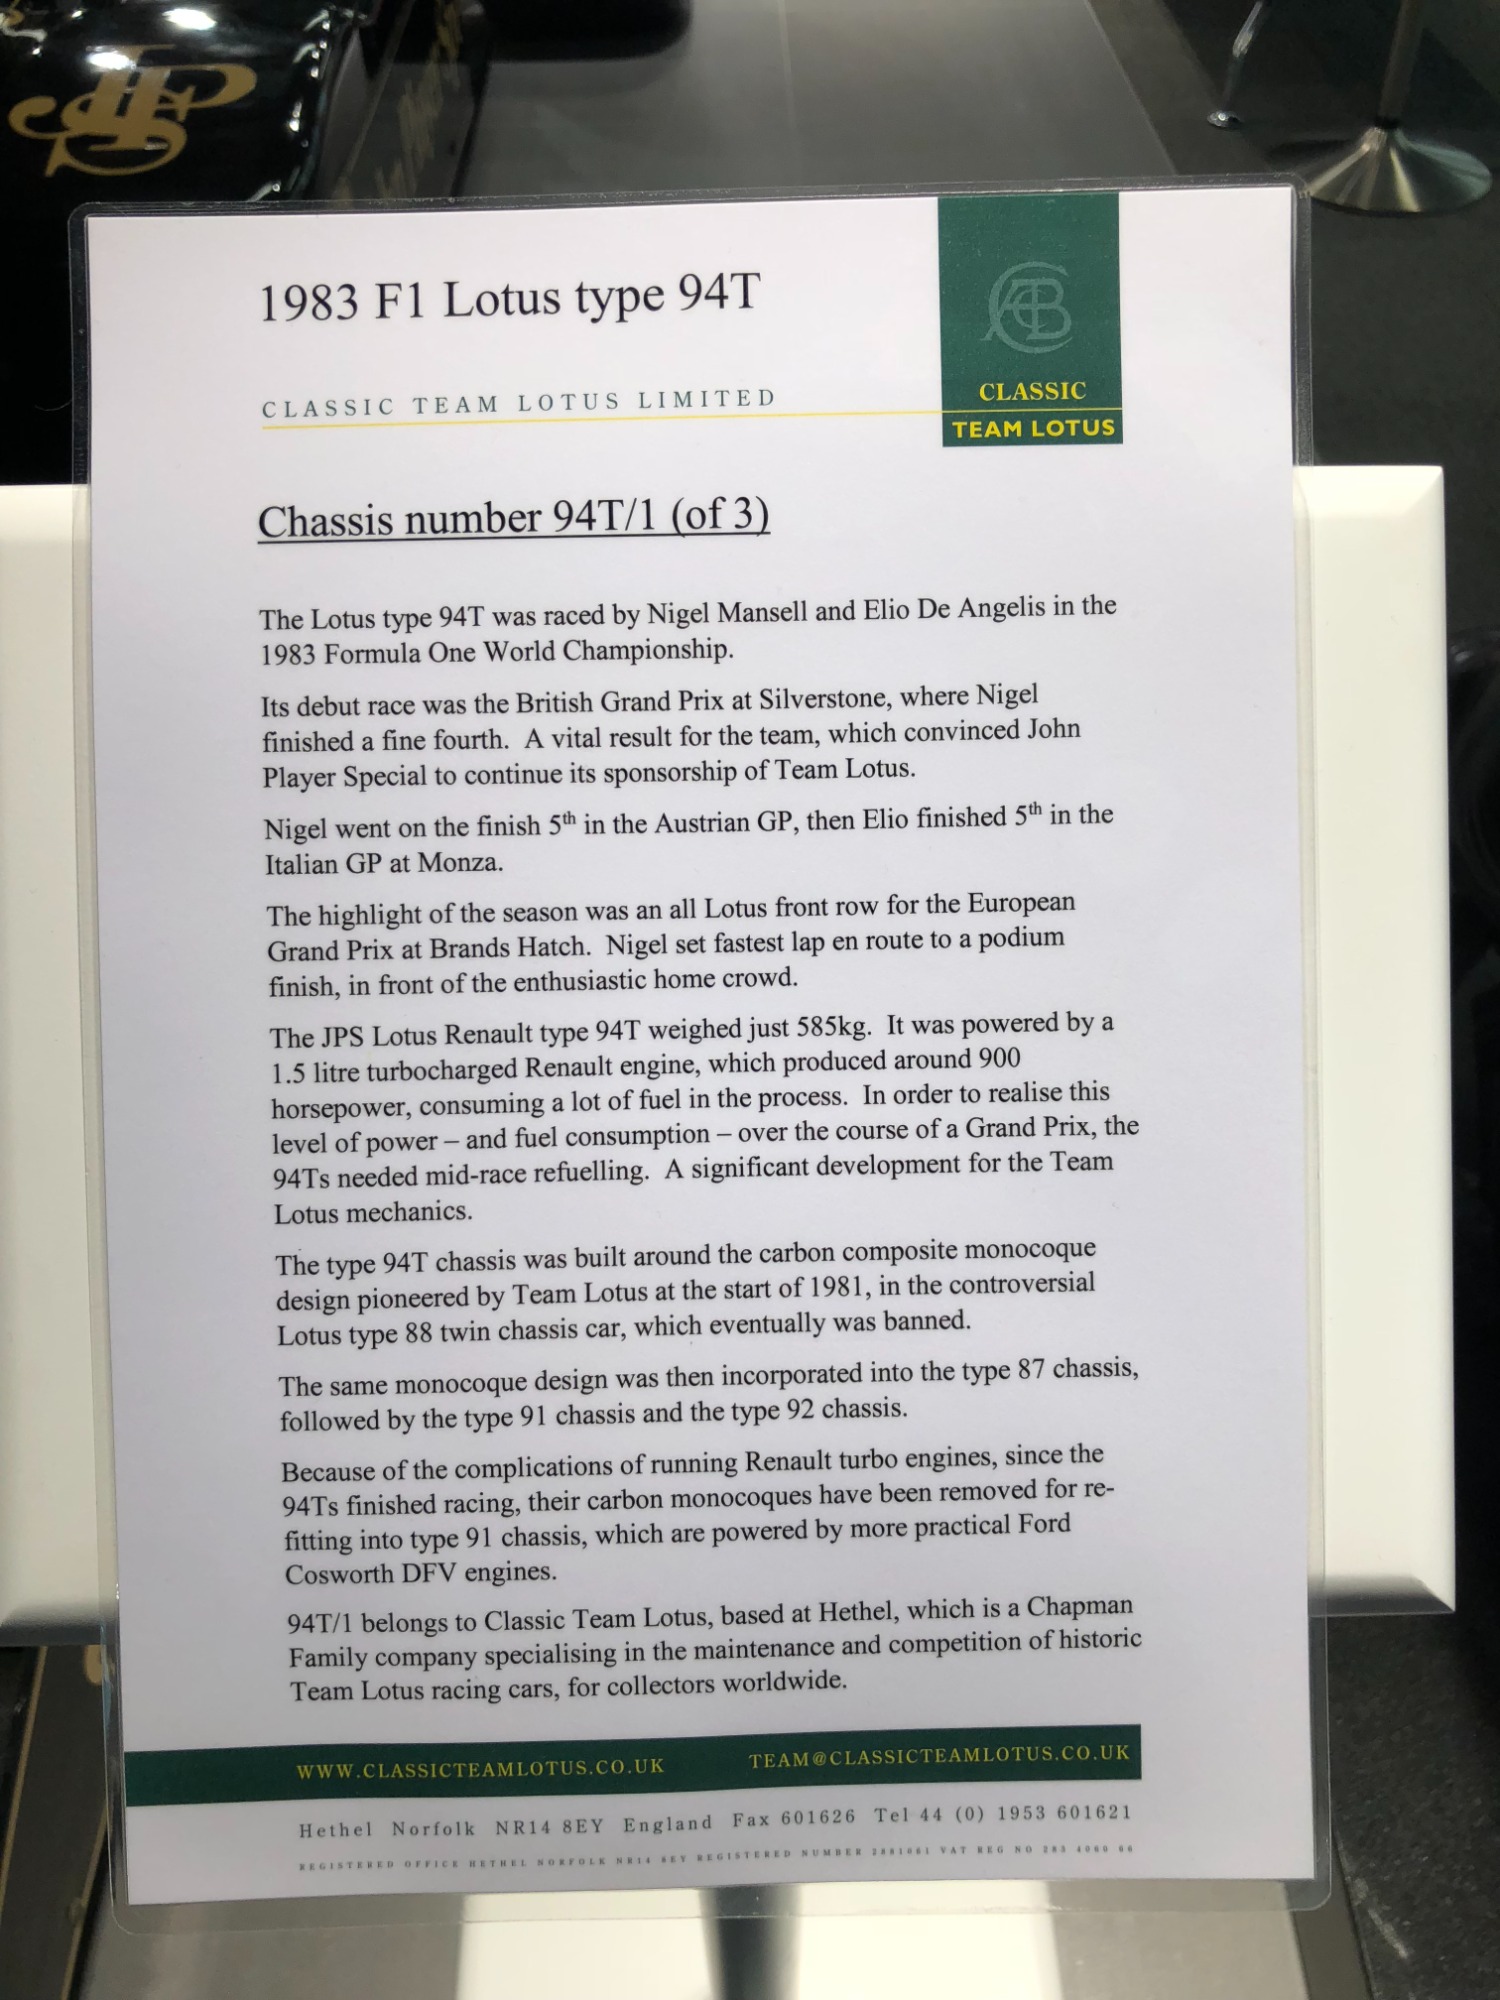 JPS
1983 F1 Lotus type 94T
CLASSIC TEAM LOTUS LIMITED
ACBC
CLASSIC
TEAM LOTUS
Chassis number 94T/1 (of 3)
The Lotus type 94T was raced by Nigel Mansell and Elio De Angelis in the
1983 Formula One World Championship.
Its debut race was the British Grand Prix at Silverstone, where Nigel
finished a fine fourth.  A vital result for the team, which convinced John
Player Special to continue its sponsorship of Team Lotus.
Nigel went on the finish 5th in the Austrian GP, then Elio finished 5th in the
Italian GP at Monza.
The highlight of the season was an all Lotus front row for the European
Grand Prix at Brands Hatch.  Nigel set fastest lap en route to a podium
finish, in front of the enthusiastic home crowd.
The JPS Lotus Renault type 94T weighed just 585kg.  It was powered by a
1.5 litre turbocharged Renault engine, which produced around 900
horsepower, consuming a lot of fuel in the process.  In order to realise this
level of power – and fuel consumption – over the course of a Grand Prix, the
94Ts needed mid-race refuelling.  A significant development for the Team
Lotus mechanics.
The type 94T chassis was built around the carbon composite monocoque
design pioneered by Team Lotus at the start of 1981, in the controversial
Lotus type 88 twin chassis car, which eventually was banned.
The same monocoque design was then incorporated into the type 87 chassis,
followed by the type 91 chassis and the type 92 chassis.
Because of the complications of running Renault turbo engines, since the
94Ts finished racing, their carbon monocoques have been removed for re-
fitting into type 91 chassis, which are powered by more practical Ford
Cosworth DFV engines.
94T/1 belongs to Classic Team Lotus, based at Hethel, which is a Chapman
Family company specialising in the maintenance and competition of historic
Team Lotus racing cars, for collectors worldwide.
WWW.CLASSICTEAMLOTUS.CO.UK TEAM@CLASSICTEAMLOTUS.CO.UK
Hethel Norfolk NR14 8EY England Fax 601626 Tel 44 (0) 1953 601621
REGISTERED OFFICE HETHEL NORFOLK NR14 8EY REGISTERED NUMBER VAT REG NO